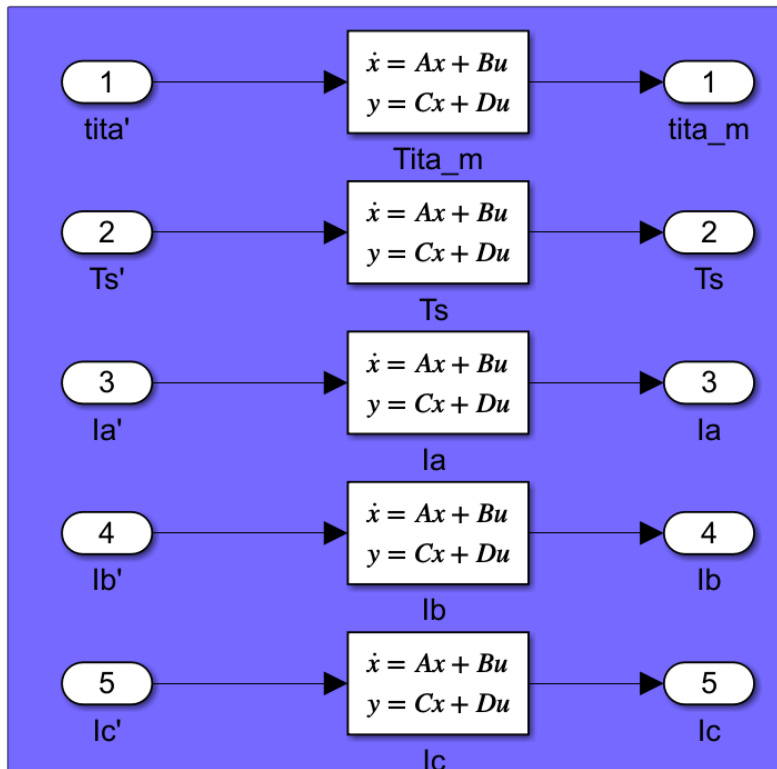 1 ẋ = Ax + Bu 1
y = Cx + Du
tita' Tita_m tita_m
2 ẋ = Ax + Bu 2
y = Cx + Du
Ts' Ts Ts
3 ẋ = Ax + Bu 3
y = Cx + Du
Ia' Ia Ia
4 ẋ = Ax + Bu 4
y = Cx + Du
Ib' Ib Ib
5 ẋ = Ax + Bu 5
y = Cx + Du
Ic' Ic Ic